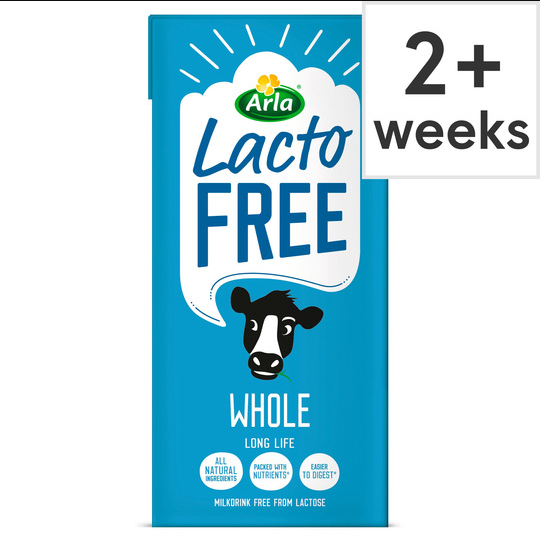 2+
weeks
Arla
Lacto
FREE
WHOLE
LONG LIFE
ALL
NATURAL
INGREDIENTS
PACKED WITH
NUTRIENTS*
EASIER
TO DIGEST*
MILKDRINK FREE FROM LACTOSE